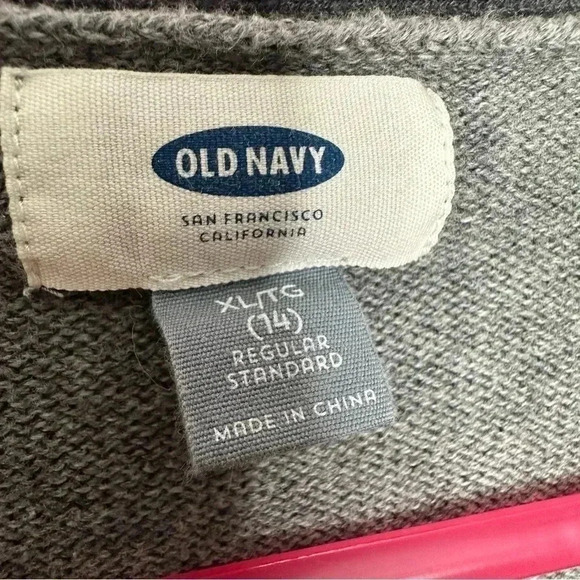 OLD NAVY
SAN FRANCISCO
CALIFORNIA
XL/TG
(14)
REGULAR
STANDARD
MADE IN CHINA